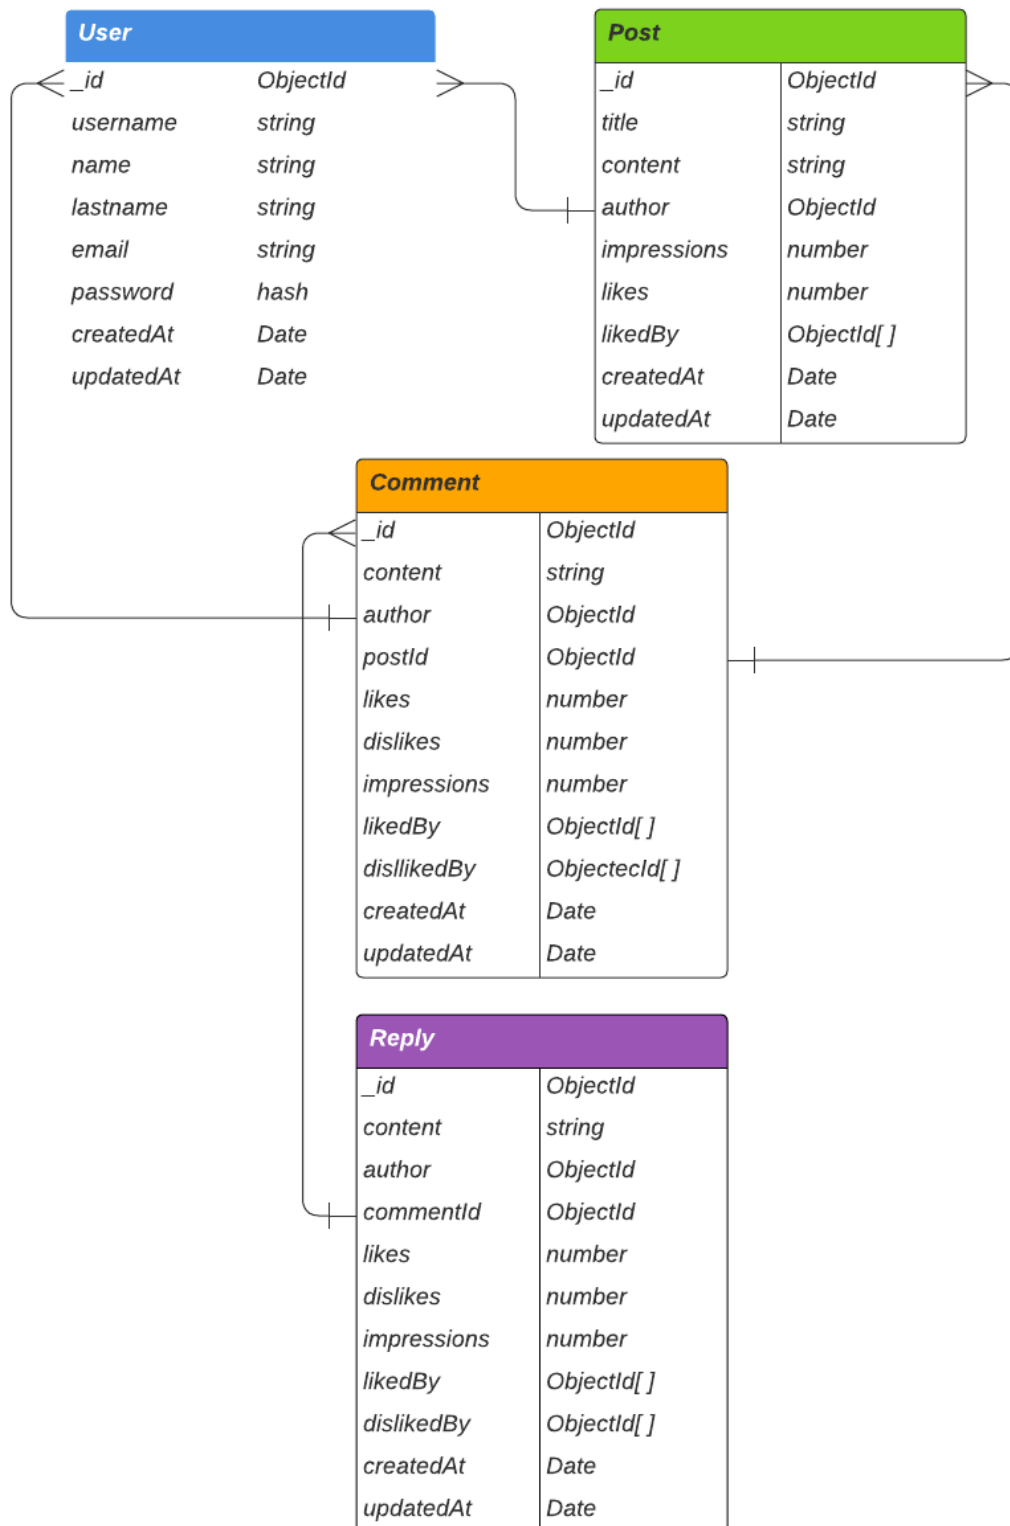 User
_id ObjectId
username string
name string
lastname string
email string
password hash
createdAt Date
updatedAt Date
Post
_id ObjectId
title string
content string
author ObjectId
impressions number
likes number
likedBy ObjectId[ ]
createdAt Date
updatedAt Date
Comment
_id ObjectId
content string
author ObjectId
postId ObjectId
likes number
dislikes number
impressions number
likedBy ObjectId[ ]
disllikedBy ObjectecId[ ]
createdAt Date
updatedAt Date
Reply
_id ObjectId
content string
author ObjectId
commentId ObjectId
likes number
dislikes number
impressions number
likedBy ObjectId[ ]
dislikedBy ObjectId[ ]
createdAt Date
updatedAt Date